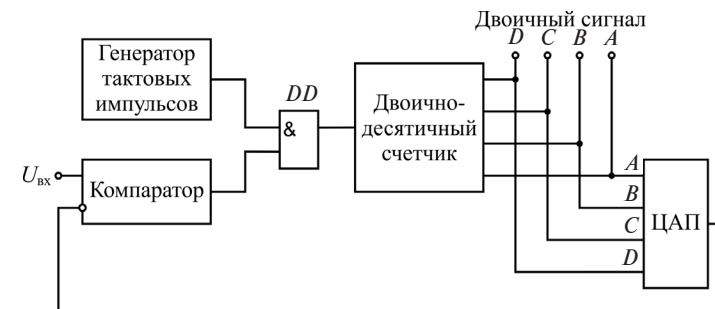 Двоичный сигнал
D C B A
Генератор
тактовых
импульсов
DD
&
Двоично-
десятичный
счетчик
Uвх
Компаратор
A
B
C
D
ЦАП